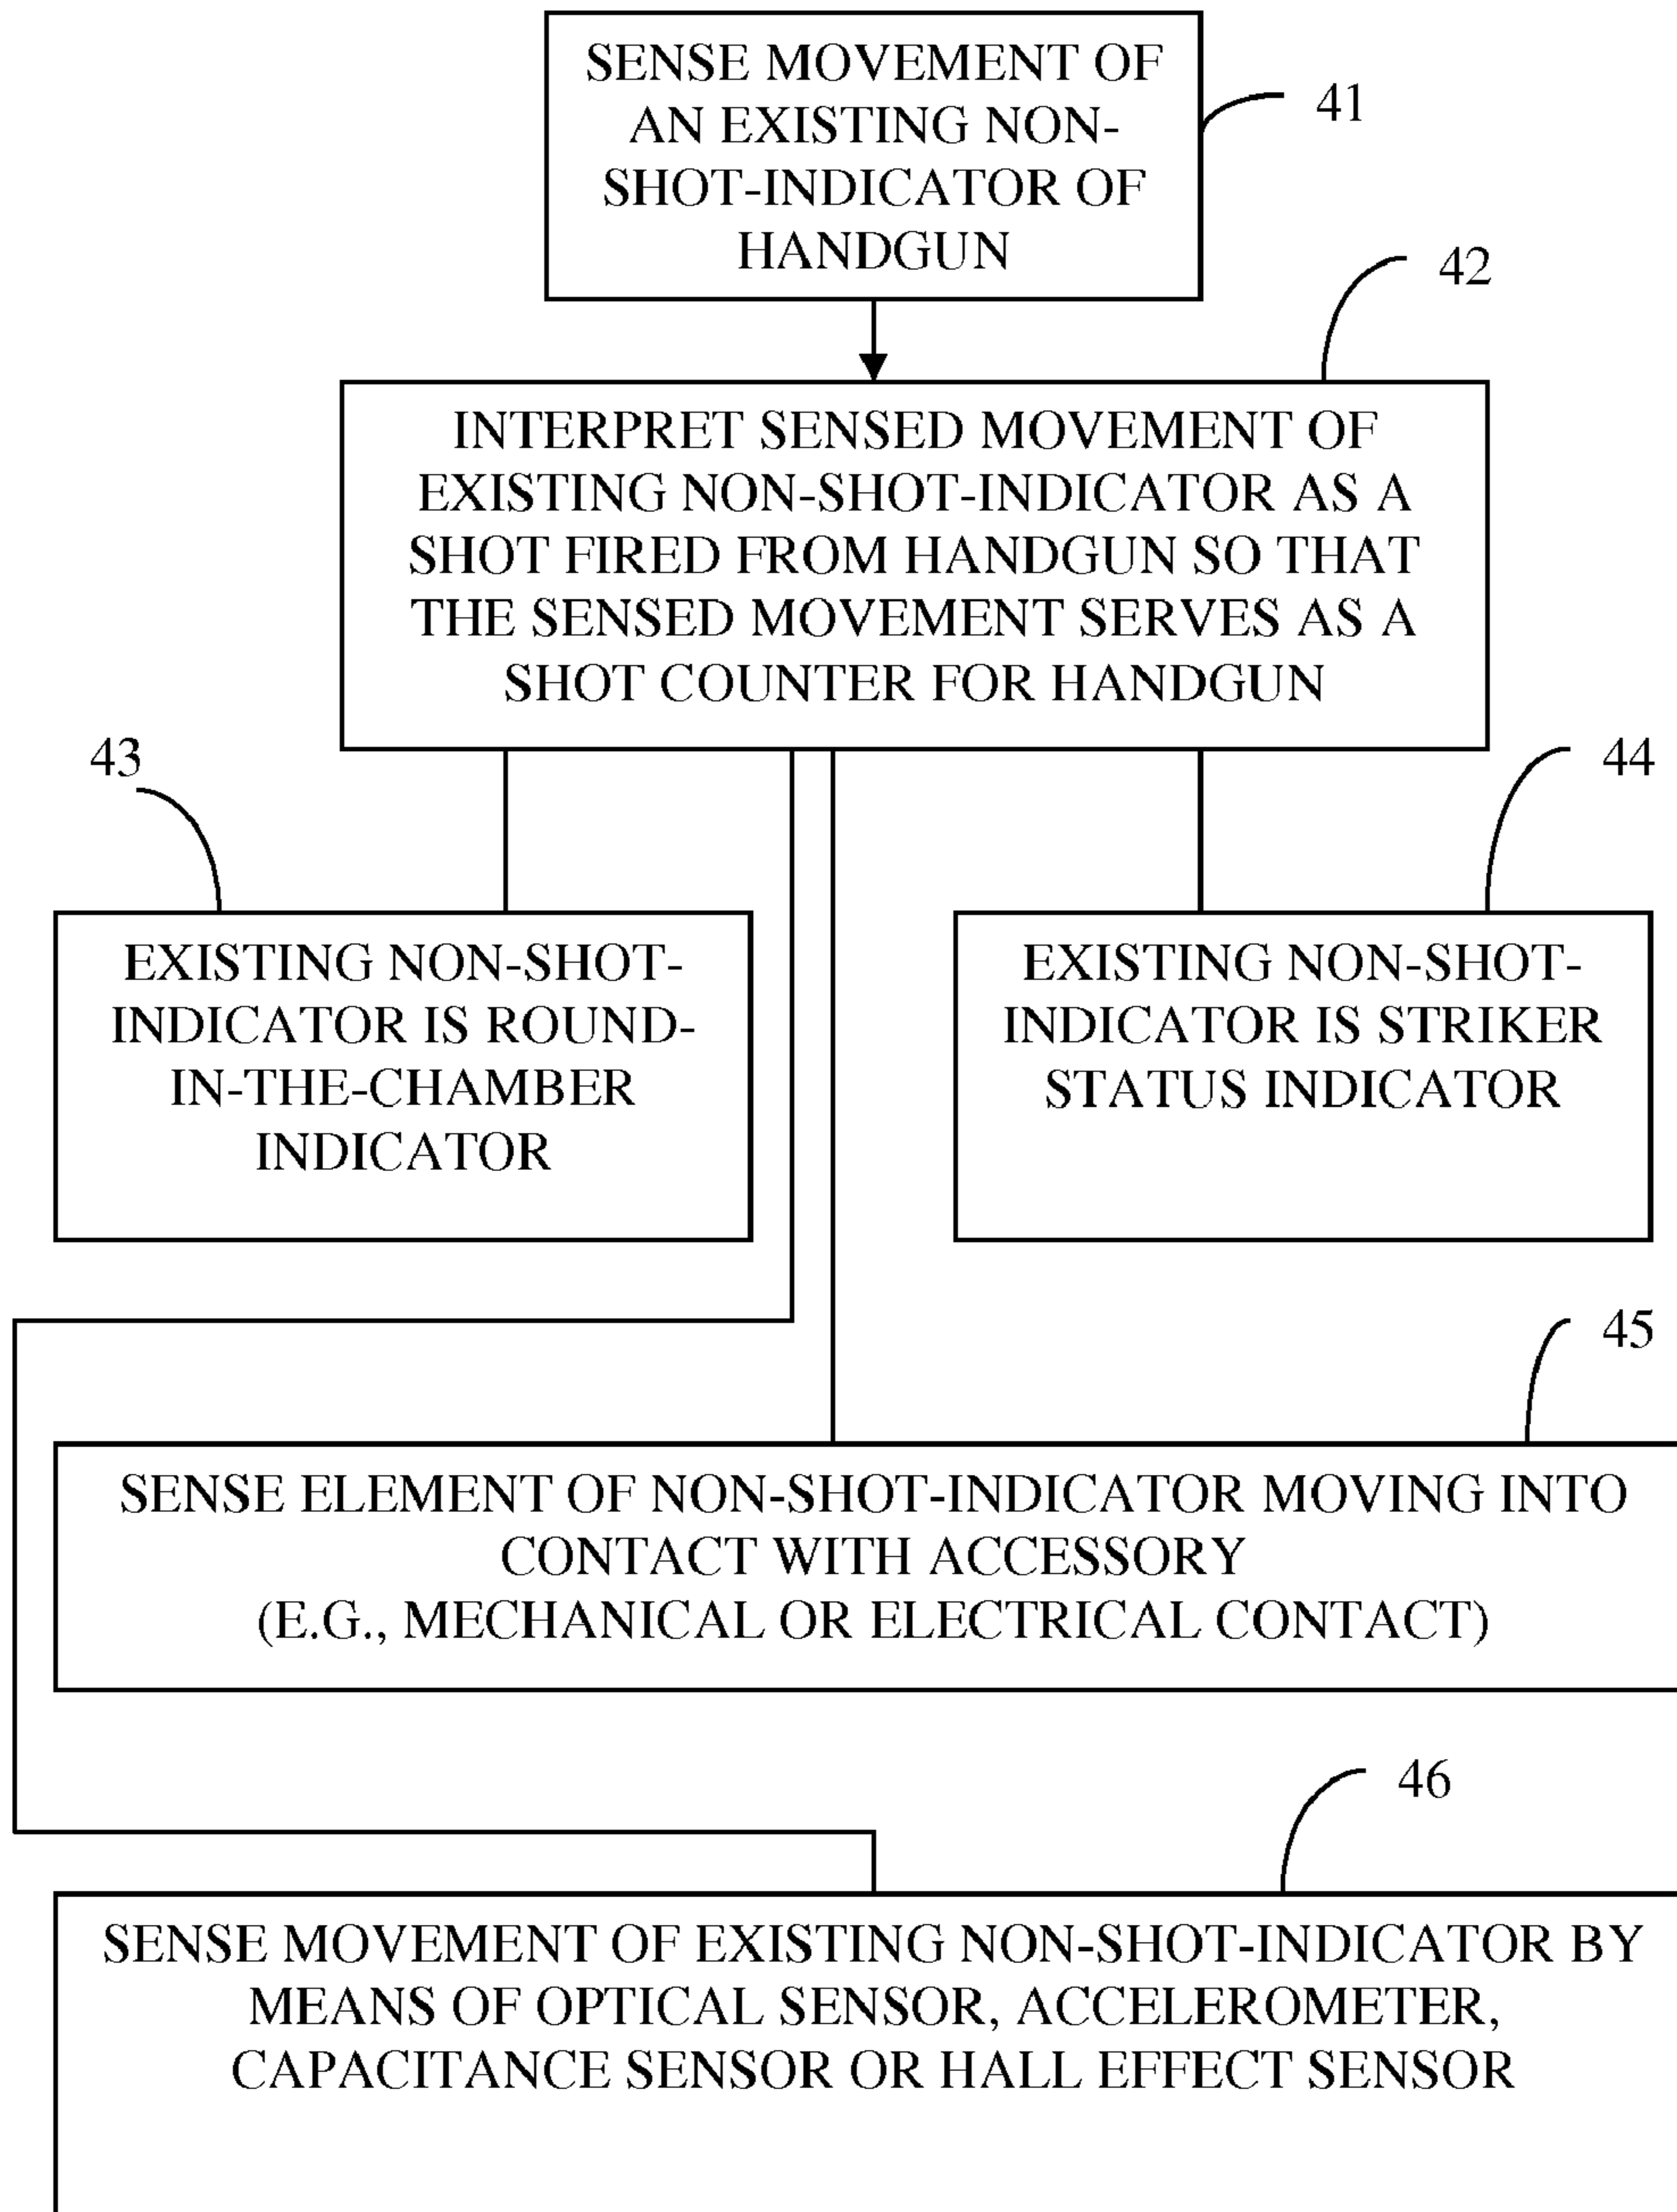 SENSE MOVEMENT OF
AN EXISTING NON-
SHOT-INDICATOR OF
HANDGUN
41
42
INTERPRET SENSED MOVEMENT OF
EXISTING NON-SHOT-INDICATOR AS A
SHOT FIRED FROM HANDGUN SO THAT
THE SENSED MOVEMENT SERVES AS A
SHOT COUNTER FOR HANDGUN
43
44
EXISTING NON-SHOT-
INDICATOR IS ROUND-
IN-THE-CHAMBER
INDICATOR
EXISTING NON-SHOT-
INDICATOR IS STRIKER
STATUS INDICATOR
45
SENSE ELEMENT OF NON-SHOT-INDICATOR MOVING INTO
CONTACT WITH ACCESSORY
(E.G., MECHANICAL OR ELECTRICAL CONTACT)
46
SENSE MOVEMENT OF EXISTING NON-SHOT-INDICATOR BY
MEANS OF OPTICAL SENSOR, ACCELEROMETER,
CAPACITANCE SENSOR OR HALL EFFECT SENSOR